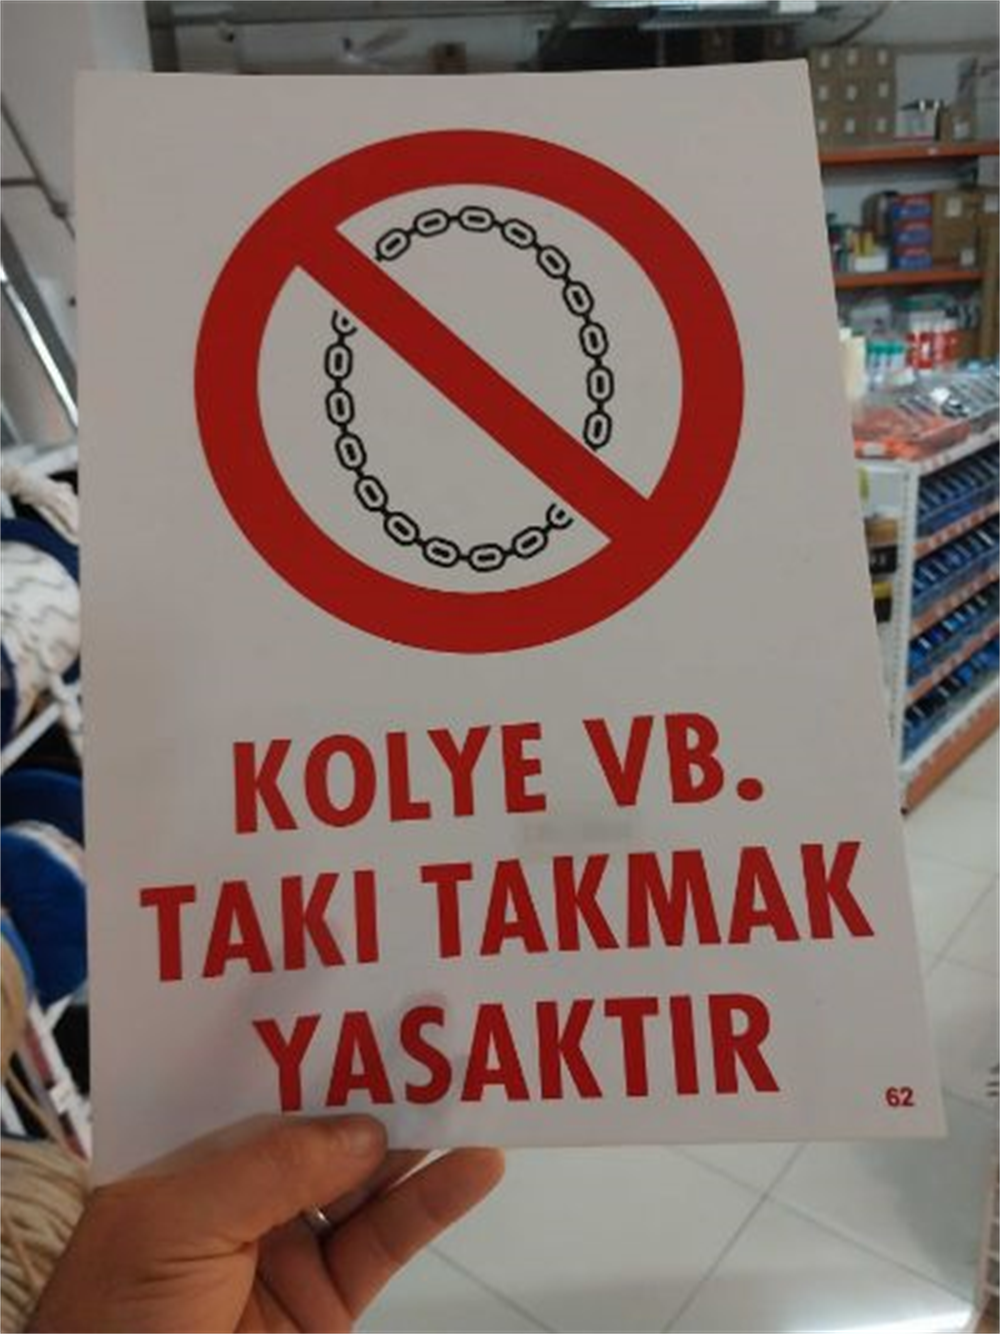 KOLYE VB.
TAKI TAKMAK
YASAKTIR
62